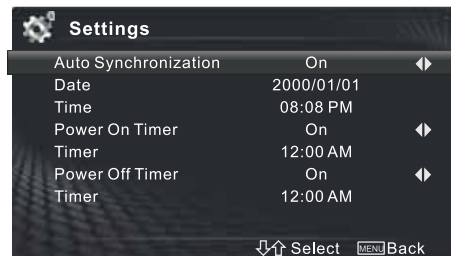 Settings
Auto Synchronization On
Date 2000/01/01
Time 08:08 PM
Power On Timer On
Timer 12:00 AM
Power Off Timer On
Timer 12:00 AM
Select MENU Back